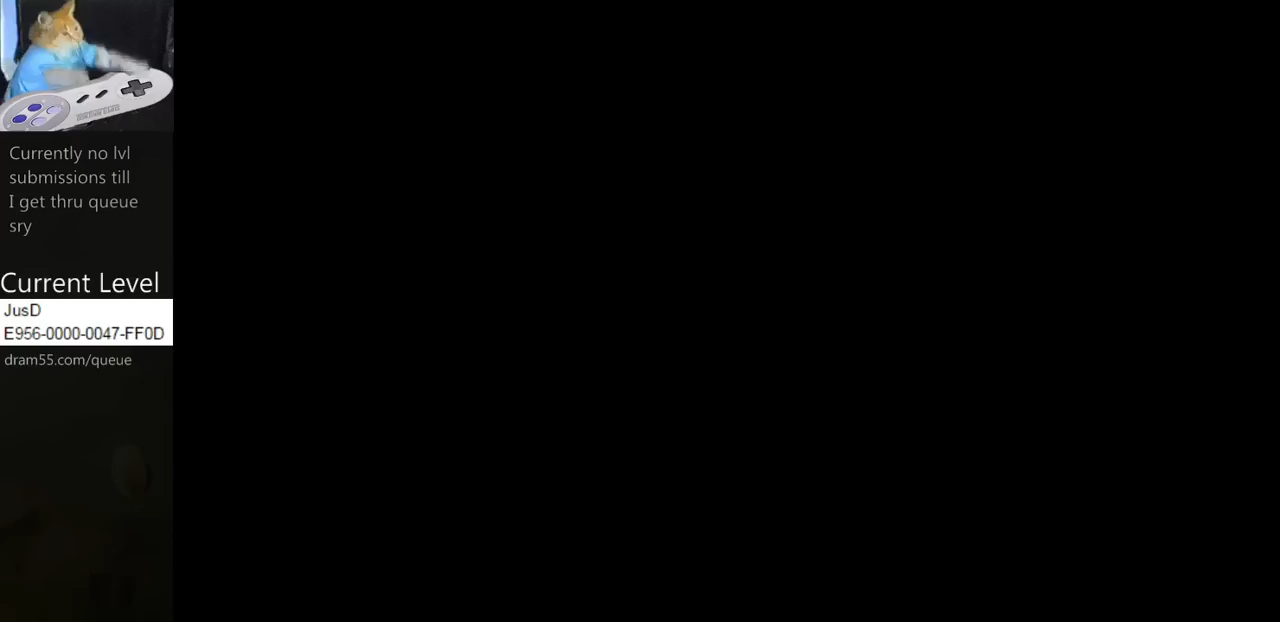 Currently no lvl
submissions till
I get thru queue
sry
Current Level
JusD
E956-0000-0047-FF0D
dram55.com/queue